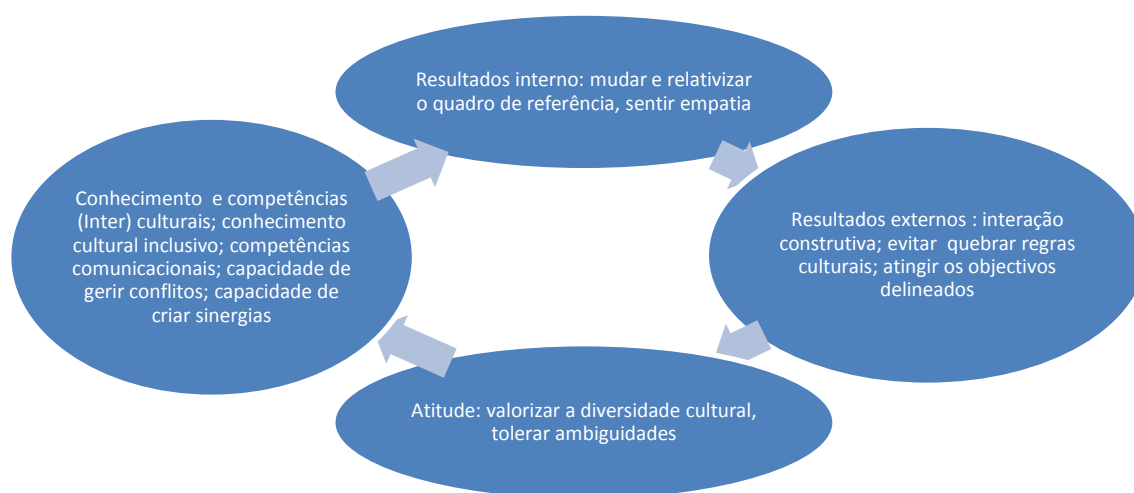 Resultados interno: mudar e relativizar
o quadro de referência, sentir empatia
Conhecimento e competências
(Inter) culturais; conhecimento
cultural inclusivo; competências
comunicacionais; capacidade de
gerir conflitos; capacidade de
criar sinergias
Resultados externos : interação
construtiva; evitar quebrar regras
culturais; atingir os objectivos
delineados
Atitude: valorizar a diversidade cultural,
tolerar ambiguidades